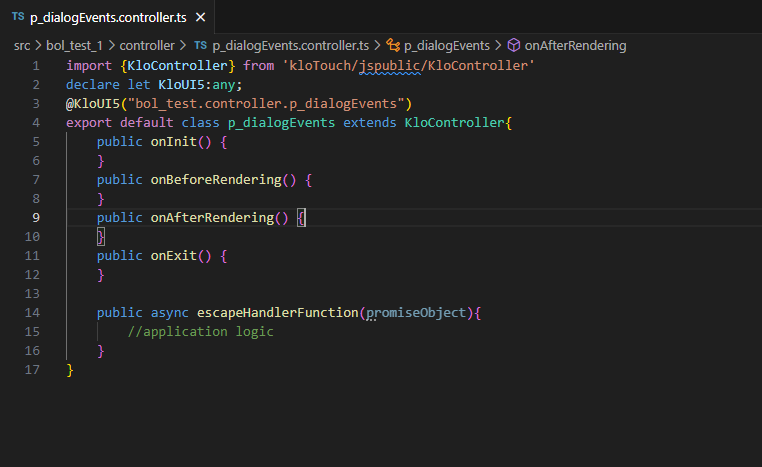 TS p_dialogEvents.controller.ts ×
src > bol_test_1 > controller > TS p_dialogEvents.controller.ts > p_dialogEvents > onAfterRendering
1 import {KloController} from 'kloTouch/jspublic/KloController'
2 declare let KloUI5:any;
3 @KloUI5("bol_test.controller.p_dialogEvents")
4 export default class p_dialogEvents extends KloController{
5 public onInit() {
6 }
7 public onBeforeRendering() {
8 }
9 public onAfterRendering() {
10 }
11 public onExit() {
12 }
13
14 public async escapeHandlerFunction(promiseObject){
15 //application logic
16 }
17 }